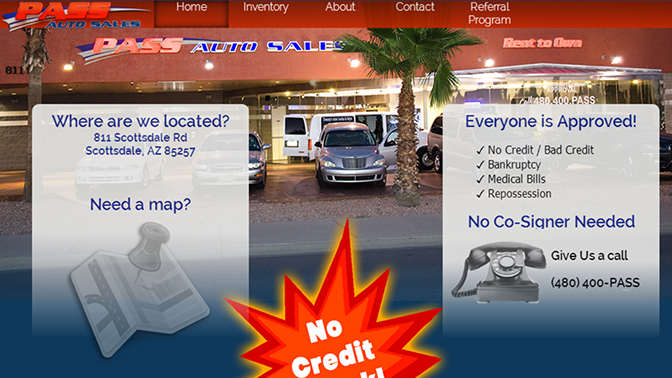 PASS
AUTO SALES
Home
Inventory
About
Contact
Referral
Program
PASS AUTO SALES
Rent to Own
811
APPROVAL
480.400.PASS
Where are we located?
811 Scottsdale Rd
Scottsdale, AZ 85257
Need a map?
Everyone is Approved!
✓ No Credit / Bad Credit
✓ Bankruptcy
✓ Medical Bills
✓ Repossession
No Co-Signer Needed
Give Us a call
(480) 400-PASS
No
Credit